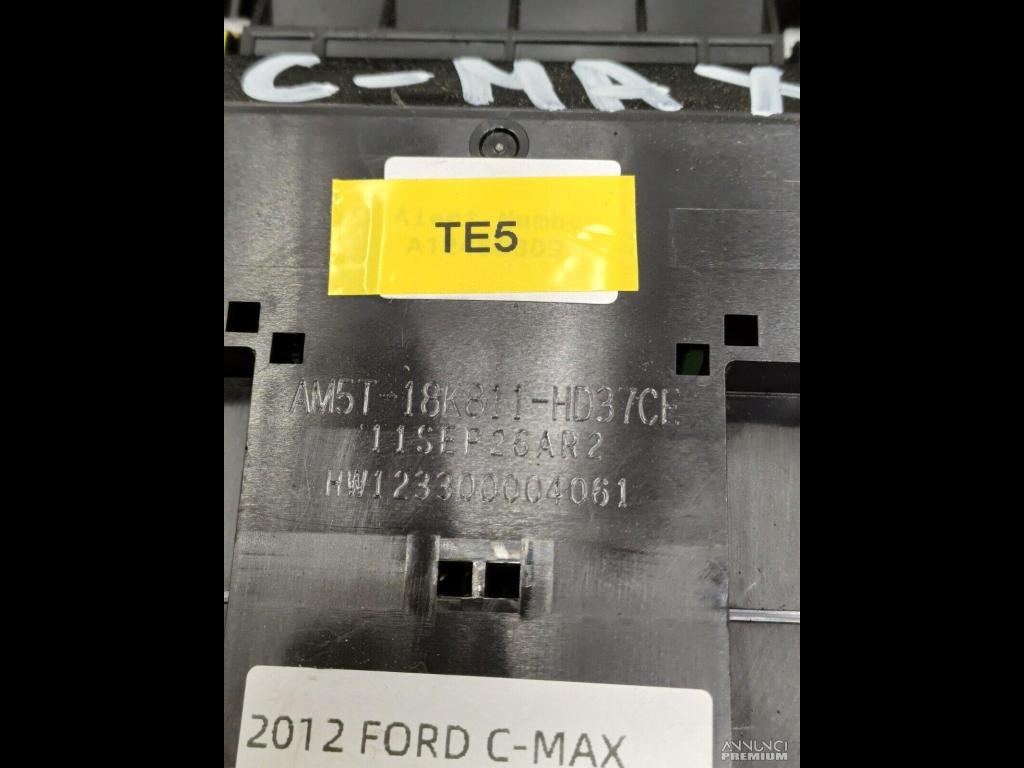 C-MAX
TE5
AM5T-18K811-HD37CE
11SEP26AR2
HW123300004061
2012 FORD C-MAX
ANNUNCI
PREMIUM